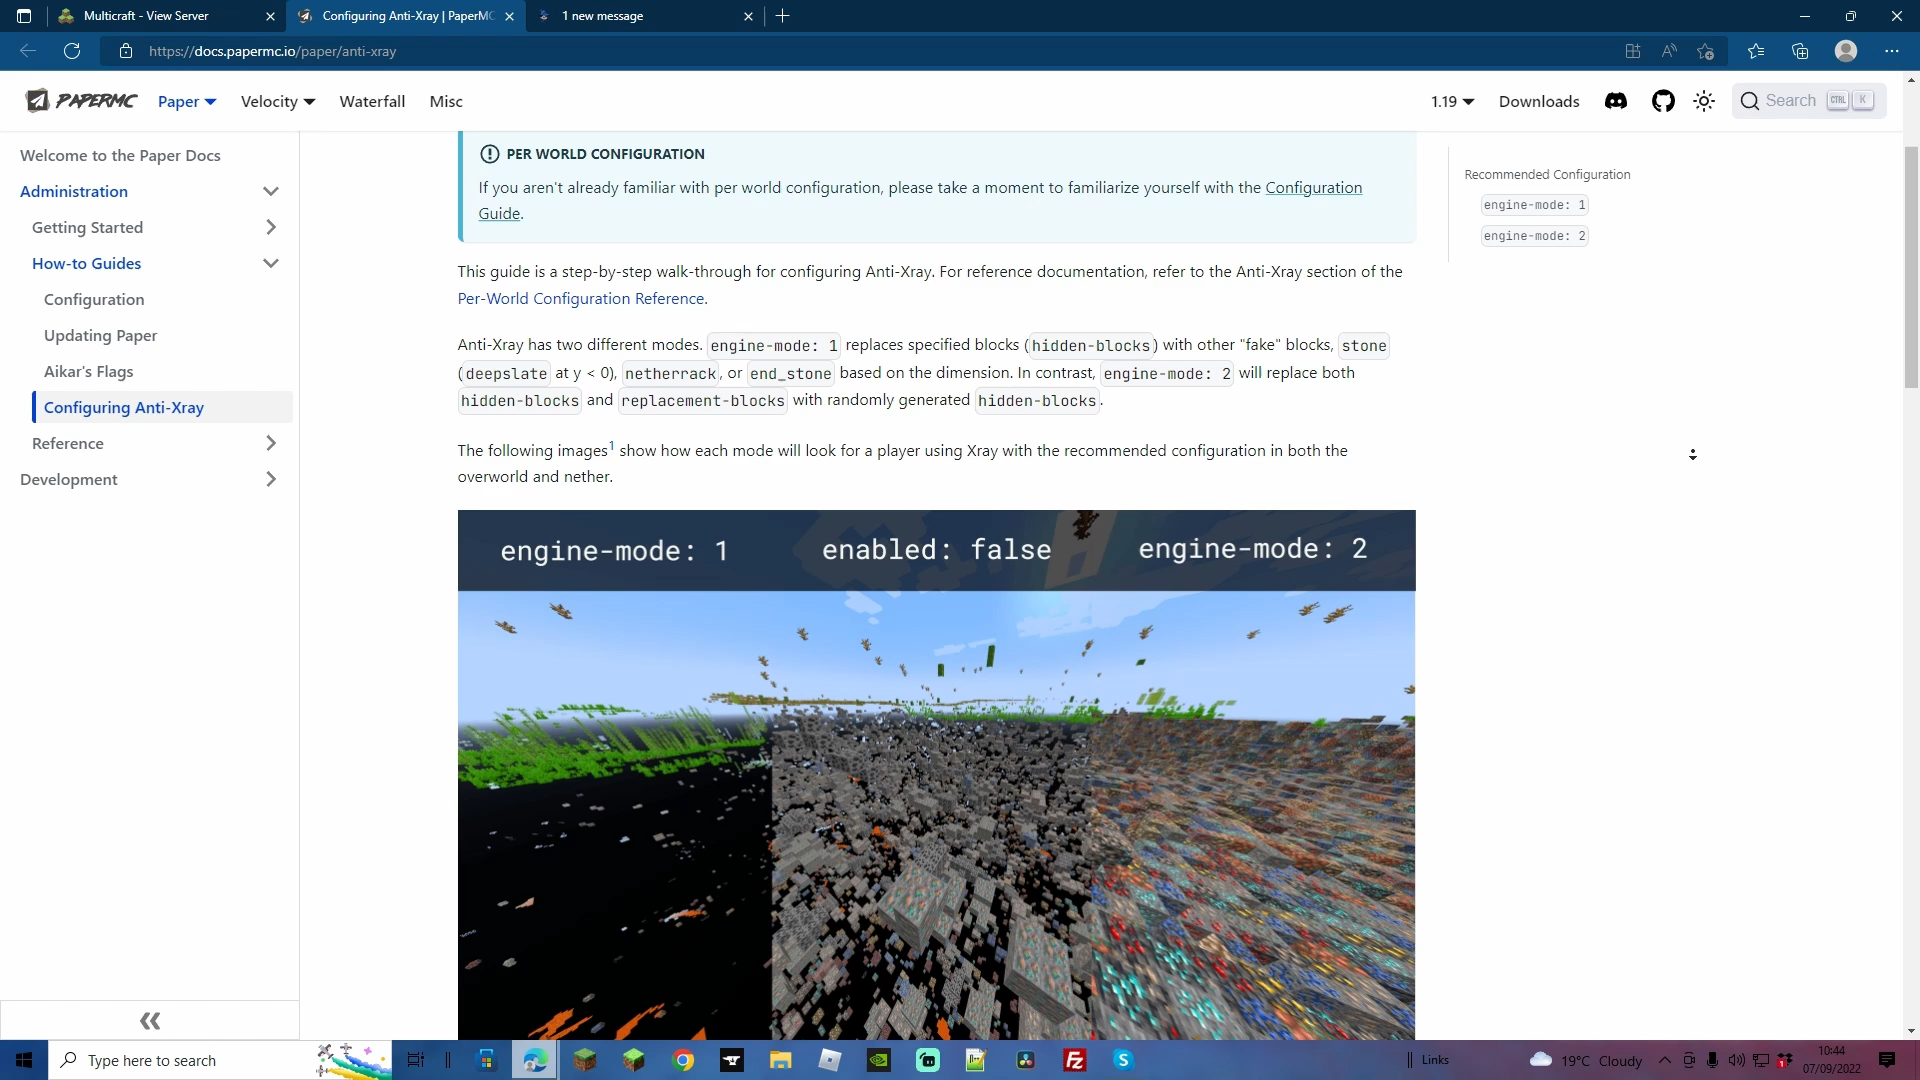 Multicraft - View Server
Configuring Anti-Xray | PaperMC
1 new message
https://docs.papermc.io/paper/anti-xray
PAPERMC
Paper
Velocity
Waterfall
Misc
1.19
Downloads
Search
CTRL
K
Welcome to the Paper Docs
Administration
Getting Started
How-to Guides
Configuration
Updating Paper
Aikar's Flags
Configuring Anti-Xray
Reference
Development
PER WORLD CONFIGURATION
If you aren't already familiar with per world configuration, please take a moment to familiarize yourself with the Configuration
Guide.
This guide is a step-by-step walk-through for configuring Anti-Xray. For reference documentation, refer to the Anti-Xray section of the
Per-World Configuration Reference.
Anti-Xray has two different modes. engine-mode: 1 replaces specified blocks (hidden-blocks) with other "fake" blocks, stone
(deepslate at y < 0), netherrack, or end_stone based on the dimension. In contrast, engine-mode: 2 will replace both
hidden-blocks and replacement-blocks with randomly generated hidden-blocks.
The following images1 show how each mode will look for a player using Xray with the recommended configuration in both the
overworld and nether.
engine-mode: 1
enabled: false
engine-mode: 2
Recommended Configuration
engine-mode: 1
engine-mode: 2
Type here to search
Links
19°C Cloudy
10:44
07/09/2022